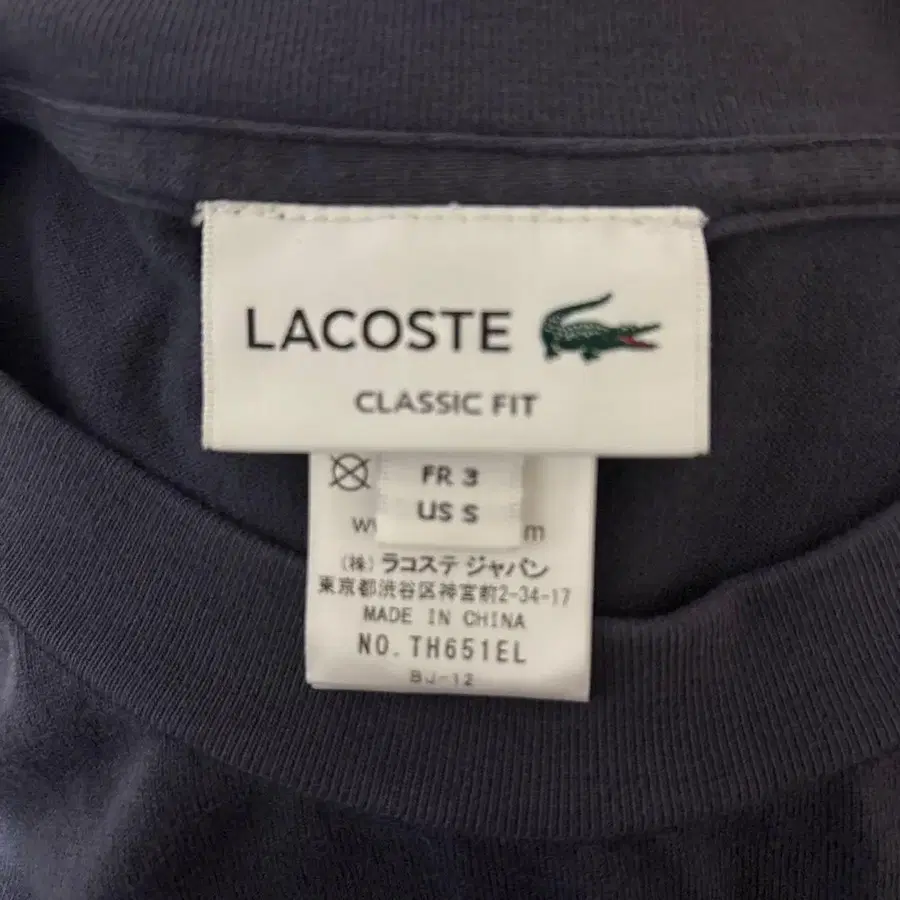 LACOSTE
CLASSIC FIT
FR 3
US S
(株) ラコステ ジャパン
東京都渋谷区神宮前2-34-17
MADE IN CHINA
NO. TH651EL
BJ-12